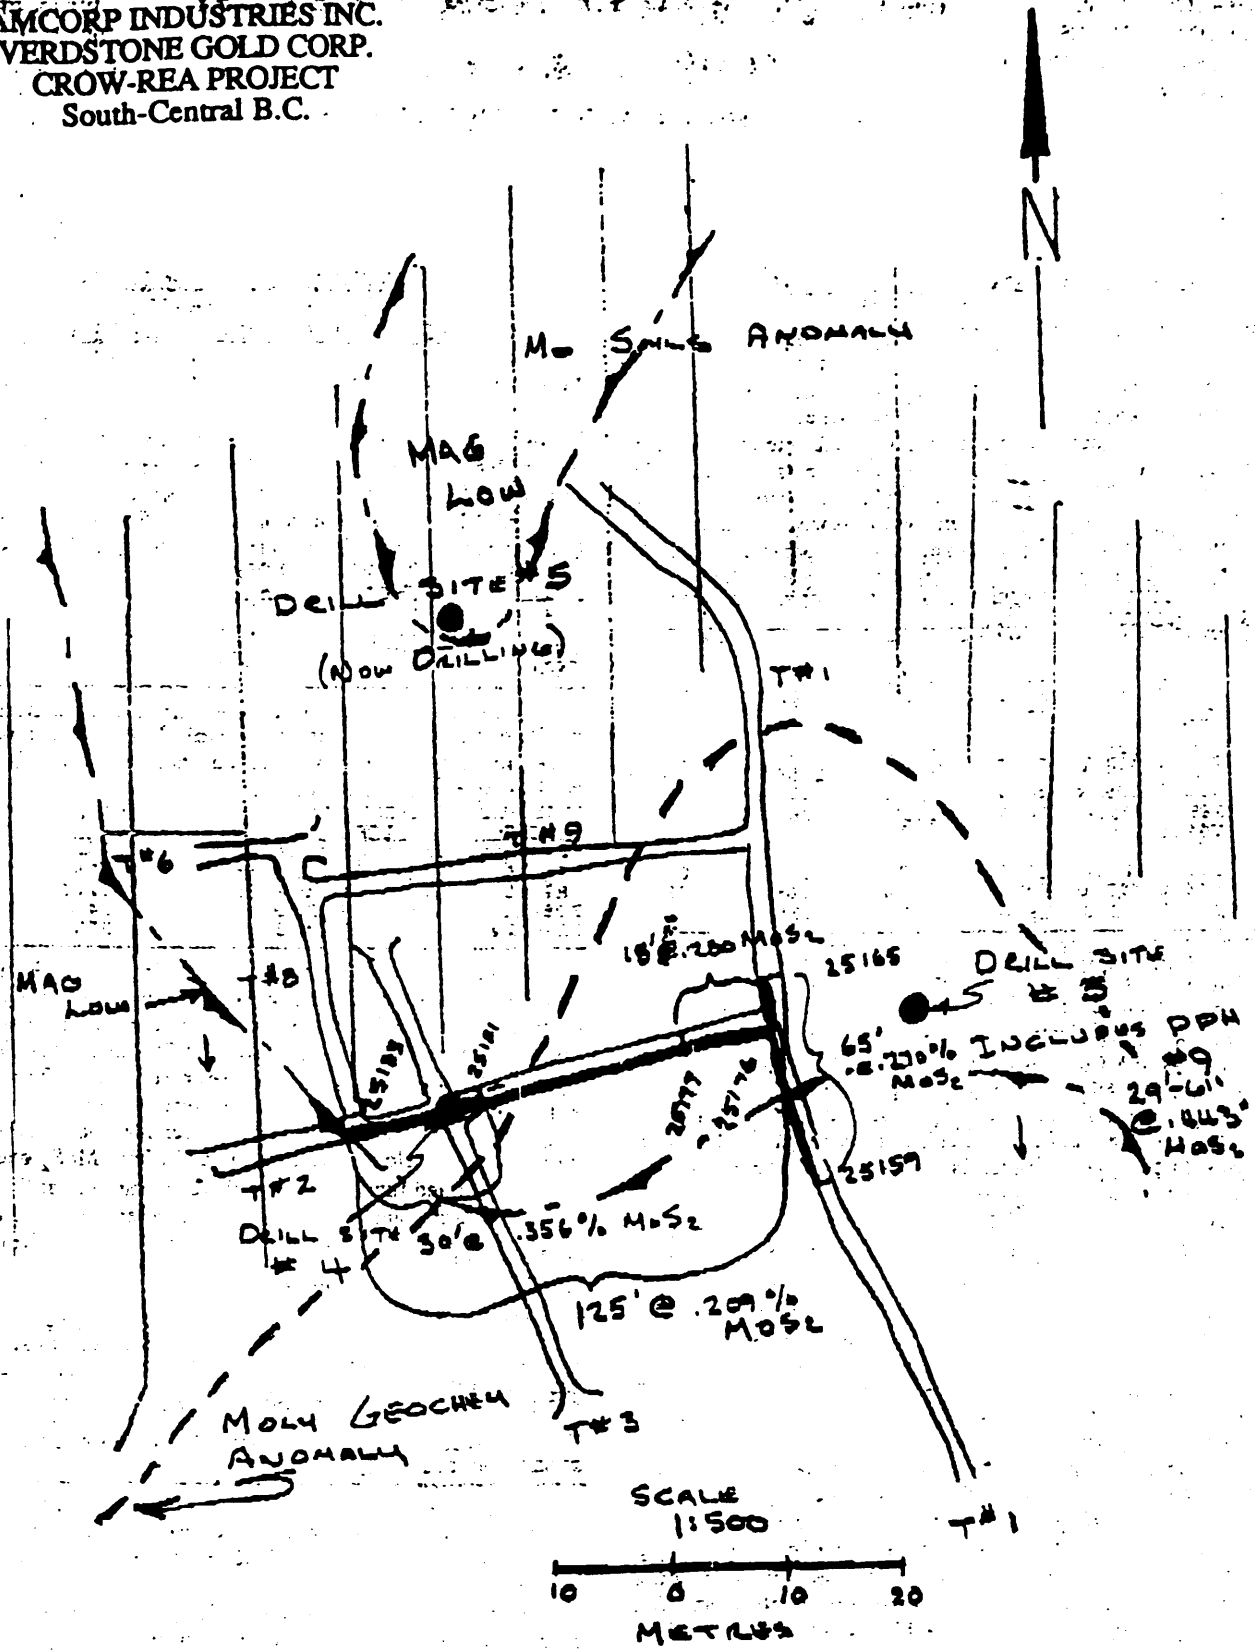 AMCORP INDUSTRIES INC.
VERDSTONE GOLD CORP.
CROW-REA PROJECT
South-Central B.C.
N
Mo SOILS ANOMALY
MAG
LOW
DRILL SITE #5
(NOW DRILLING)
T#1
T#9
T#6
MAG
LOW
T#8
18' @ .280 MoS2
25165
DRILL SITE
# 3
INCLUDES DDH
#9
29'-6"
@ .443%
MoS2
65'
@ .270%
MoS2
25183
25181
25177
25176
25159
T#2
DRILL SITE
# 4
30' @ .356% MoS2
125' @ .209%
MoS2
MOLY GEOCHEM
ANOMALY
T#3
T#1
SCALE
1:500
10 0 10 20
METRES